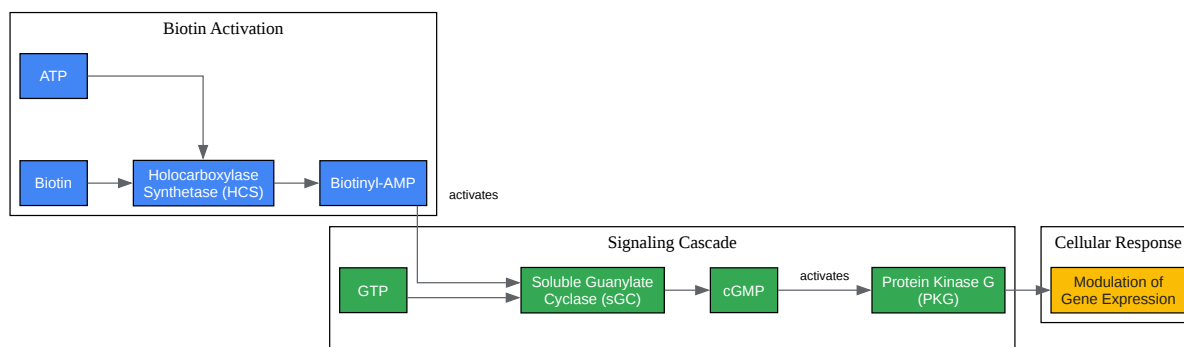 Biotin Activation
ATP
Biotin
Holocarboxylase
Synthetase (HCS)
Biotinyl-AMP
activates
Signaling Cascade
GTP
Soluble Guanylate
Cyclase (sGC)
cGMP
activates
Protein Kinase G
(PKG)
Cellular Response
Modulation of
Gene Expression